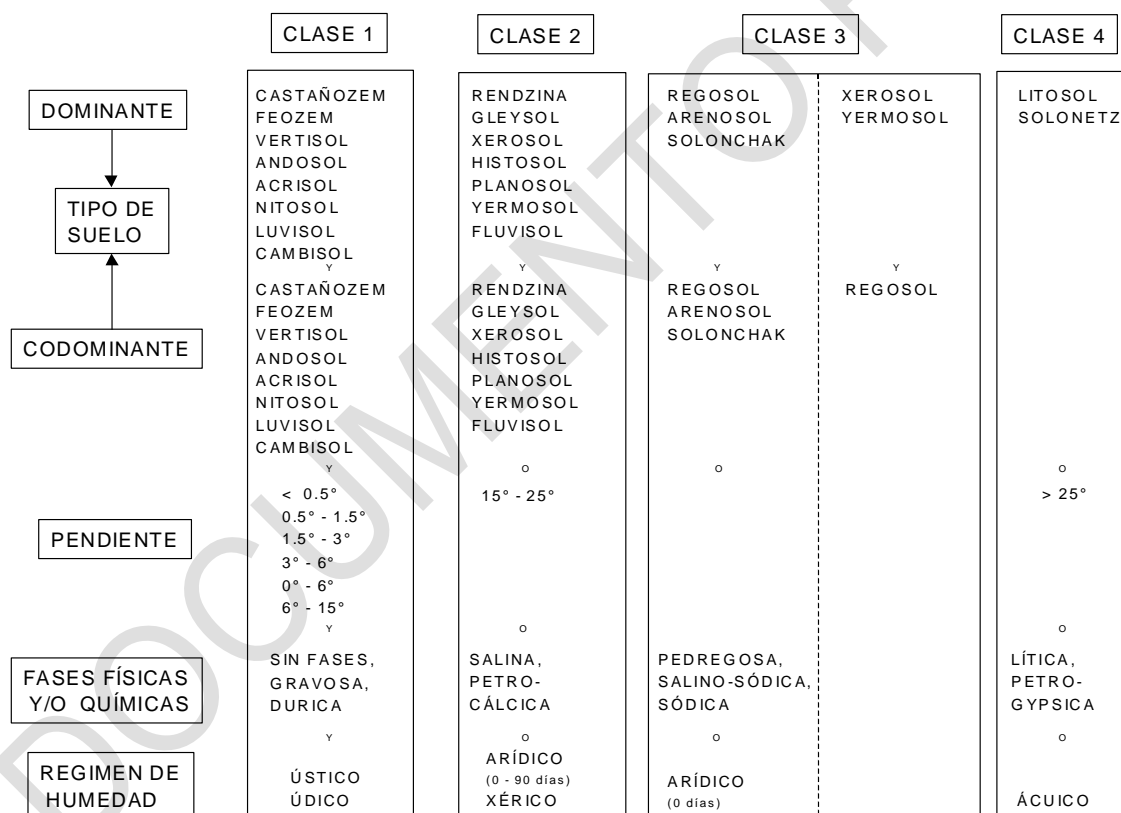 CLASE 1
CLASE 2
CLASE 3
CLASE 4
DOMINANTE
TIPO DE
SUELO
CODOMINANTE
CASTAÑOZEM
FEOZEM
VERTISOL
ANDOSOL
ACRISOL
NITOSOL
LUVISOL
CAMBISOL
Y
CASTAÑOZEM
FEOZEM
VERTISOL
ANDOSOL
ACRISOL
NITOSOL
LUVISOL
CAMBISOL
Y
RENDZINA
GLEYSOL
XEROSOL
HISTOSOL
PLANOSOL
YERMOSOL
FLUVISOL
Y
RENDZINA
GLEYSOL
XEROSOL
HISTOSOL
PLANOSOL
YERMOSOL
FLUVISOL
O
REGOSOL
ARENOSOL
SOLONCHAK
Y
REGOSOL
ARENOSOL
SOLONCHAK
O
XEROSOL
YERMOSOL
Y
REGOSOL
LITOSOL
SOLONETZ
O
PENDIENTE
< 0.5°
0.5° - 1.5°
1.5° - 3°
3° - 6°
0° - 6°
6° - 15°
Y
15° - 25°
O
> 25°
O
FASES FÍSICAS
Y/O QUÍMICAS
SIN FASES,
GRAVOSA,
DURICA
Y
SALINA,
PETRO-
CÁLCICA
O
PEDREGOSA,
SALINO-SÓDICA,
SÓDICA
O
LÍTICA,
PETRO-
GYPSICA
O
REGIMEN DE
HUMEDAD
ÚSTICO
ÚDICO
ARÍDICO
(0 - 90 días)
XÉRICO
ARÍDICO
(0 días)
ÁCUICO
DOCUMENTO